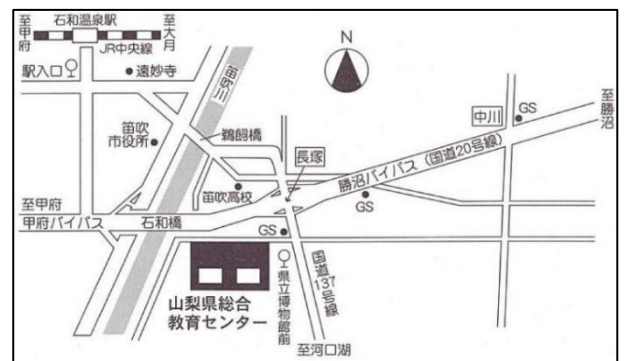 至甲府
石和温泉駅
至大月
JR中央線
駅入口
遠妙寺
笛吹川
N
至勝沼
中川
GS
笛吹
市役所
鵜飼橋
長塚
勝沼バイパス（国道20号線）
笛吹高校
GS
至甲府
甲府バイパス
石和橋
GS
県立博物館前
国道137号線
山梨県総合
教育センター
至河口湖